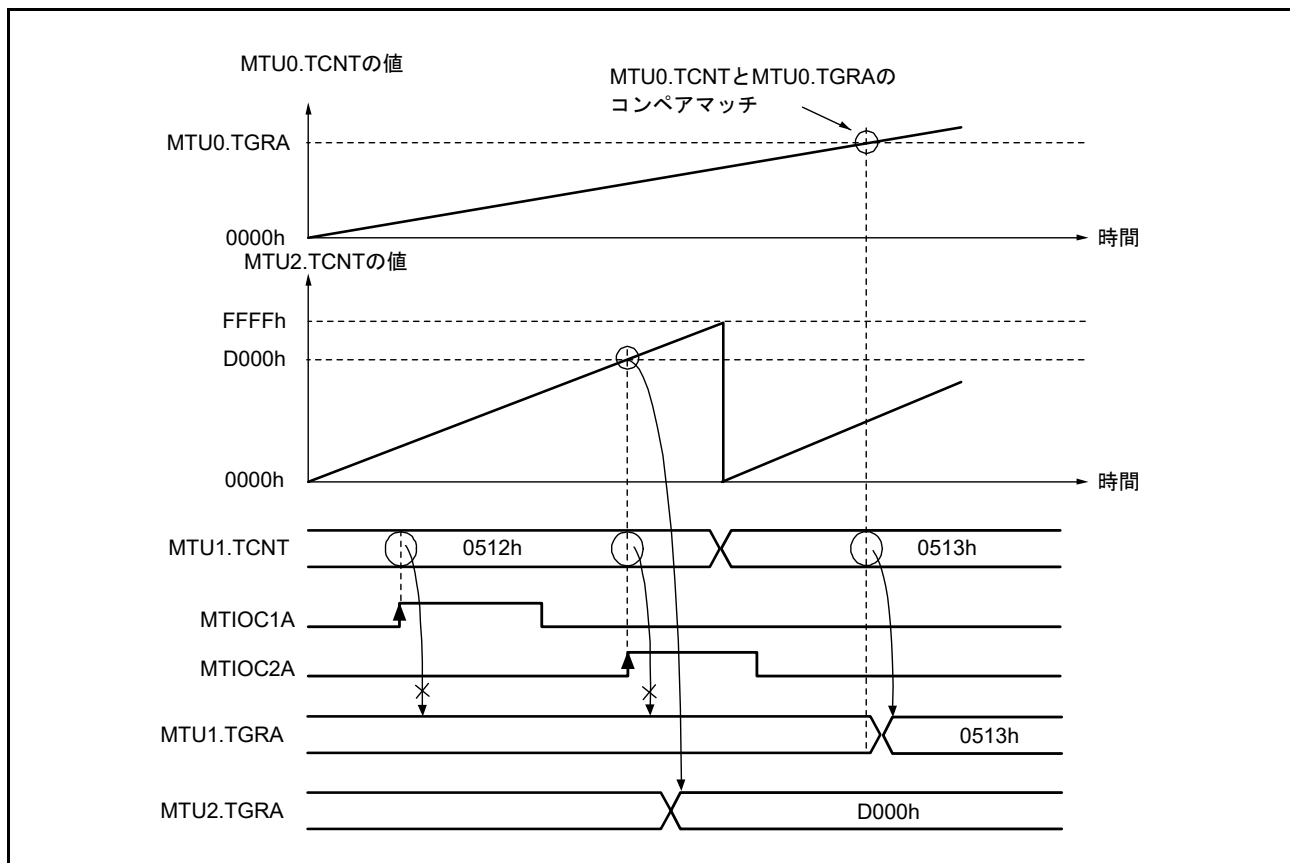 MTU0.TCNTの値
MTU0.TCNTとMTU0.TGRAの
コンペアマッチ
MTU0.TGRA
0000h
時間
MTU2.TCNTの値
FFFFh
D000h
0000h
時間
MTU1.TCNT
0512h
0513h
MTIOC1A
MTIOC2A
MTU1.TGRA
0513h
MTU2.TGRA
D000h